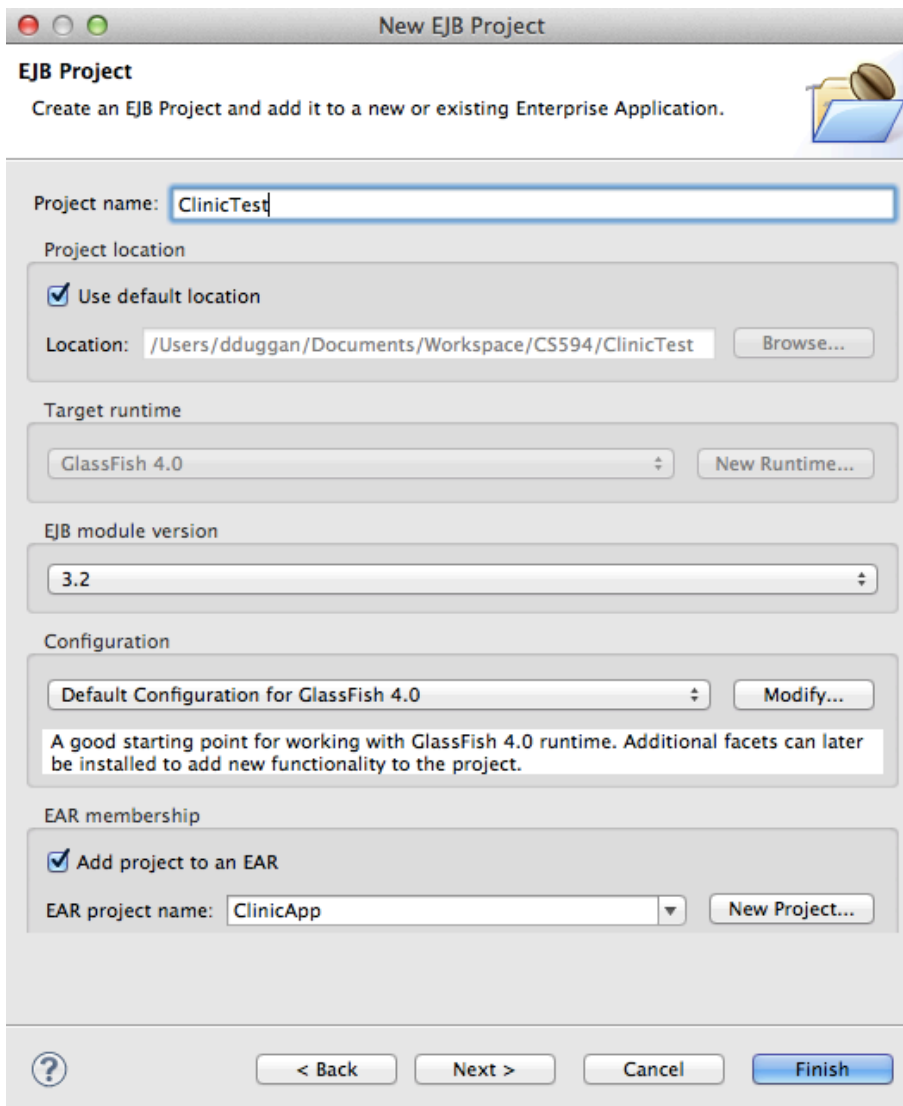 New EJB Project
EJB Project
Create an EJB Project and add it to a new or existing Enterprise Application.
Project name: ClinicTest
Project location
Use default location
Location: /Users/dduggan/Documents/Workspace/CS594/ClinicTest Browse...
Target runtime
GlassFish 4.0 New Runtime...
EJB module version
3.2
Configuration
Default Configuration for GlassFish 4.0 Modify...
A good starting point for working with GlassFish 4.0 runtime. Additional facets can later
be installed to add new functionality to the project.
EAR membership
Add project to an EAR
EAR project name: ClinicApp New Project...
? < Back Next > Cancel Finish